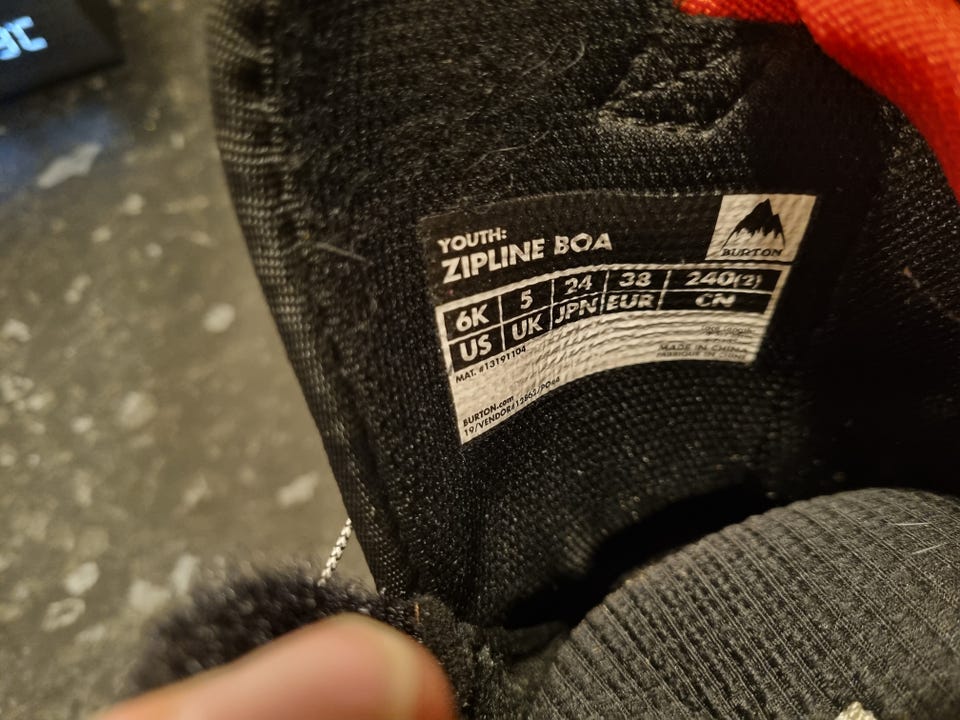 YOUTH:
ZIPLINE BOA
BURTON
6K 5 24 38 240(2)
US UK JPN EUR CN
MAT. #13191104
MADE IN CHINA
FABRIQUE EN CHINE
BURTON.com